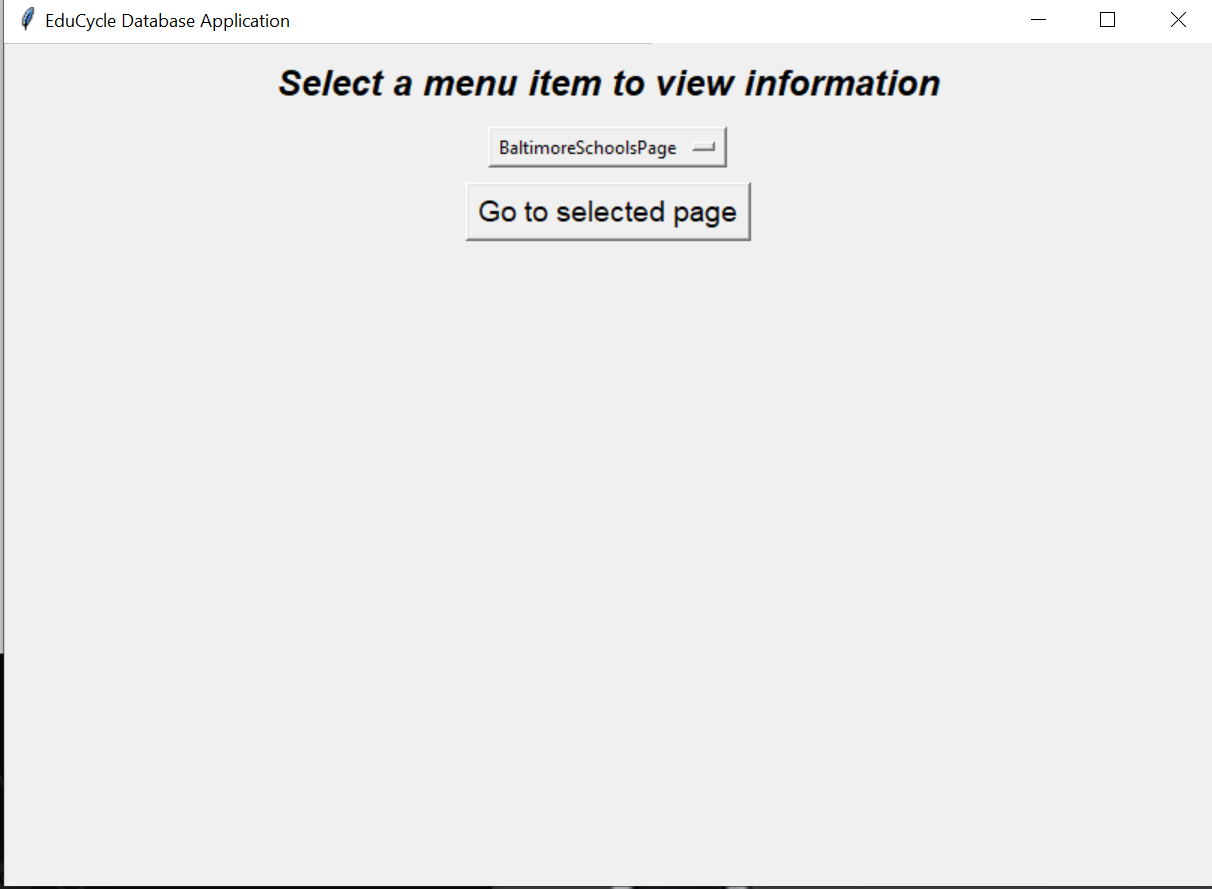 EduCycle Database Application
Select a menu item to view information
BaltimoreSchoolsPage
Go to selected page